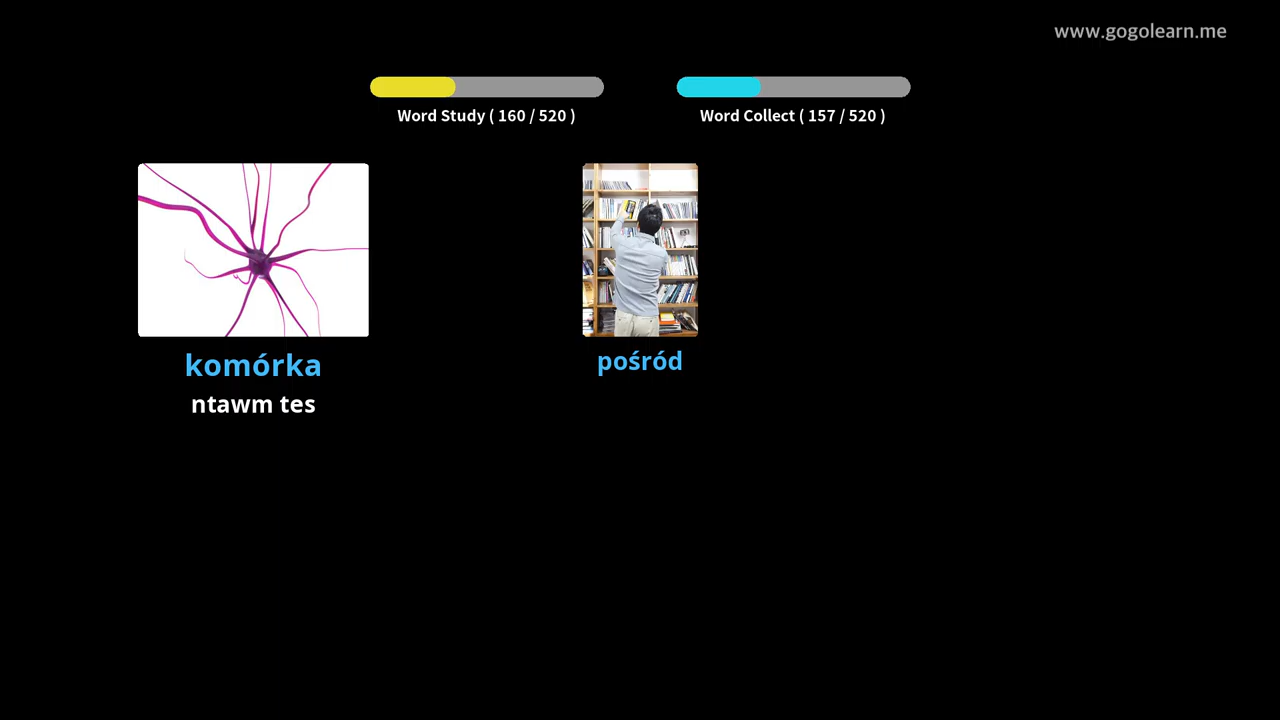 www.gogolearn.me
Word Study ( 160 / 520 )
Word Collect ( 157 / 520 )
komórka
ntawm tes
pośród